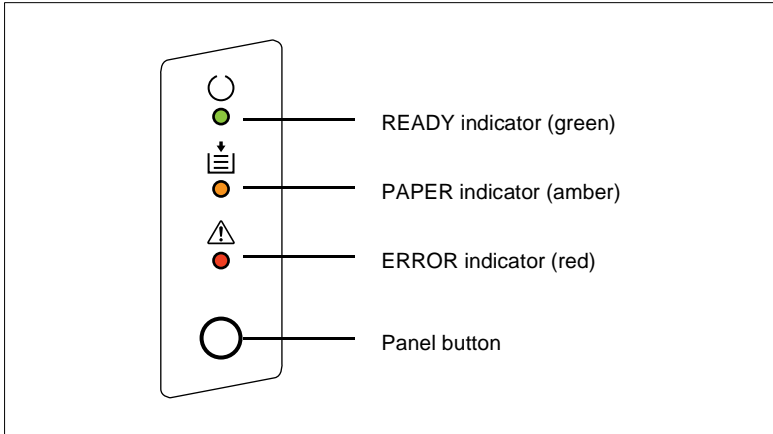 READY indicator (green)
PAPER indicator (amber)
ERROR indicator (red)
Panel button